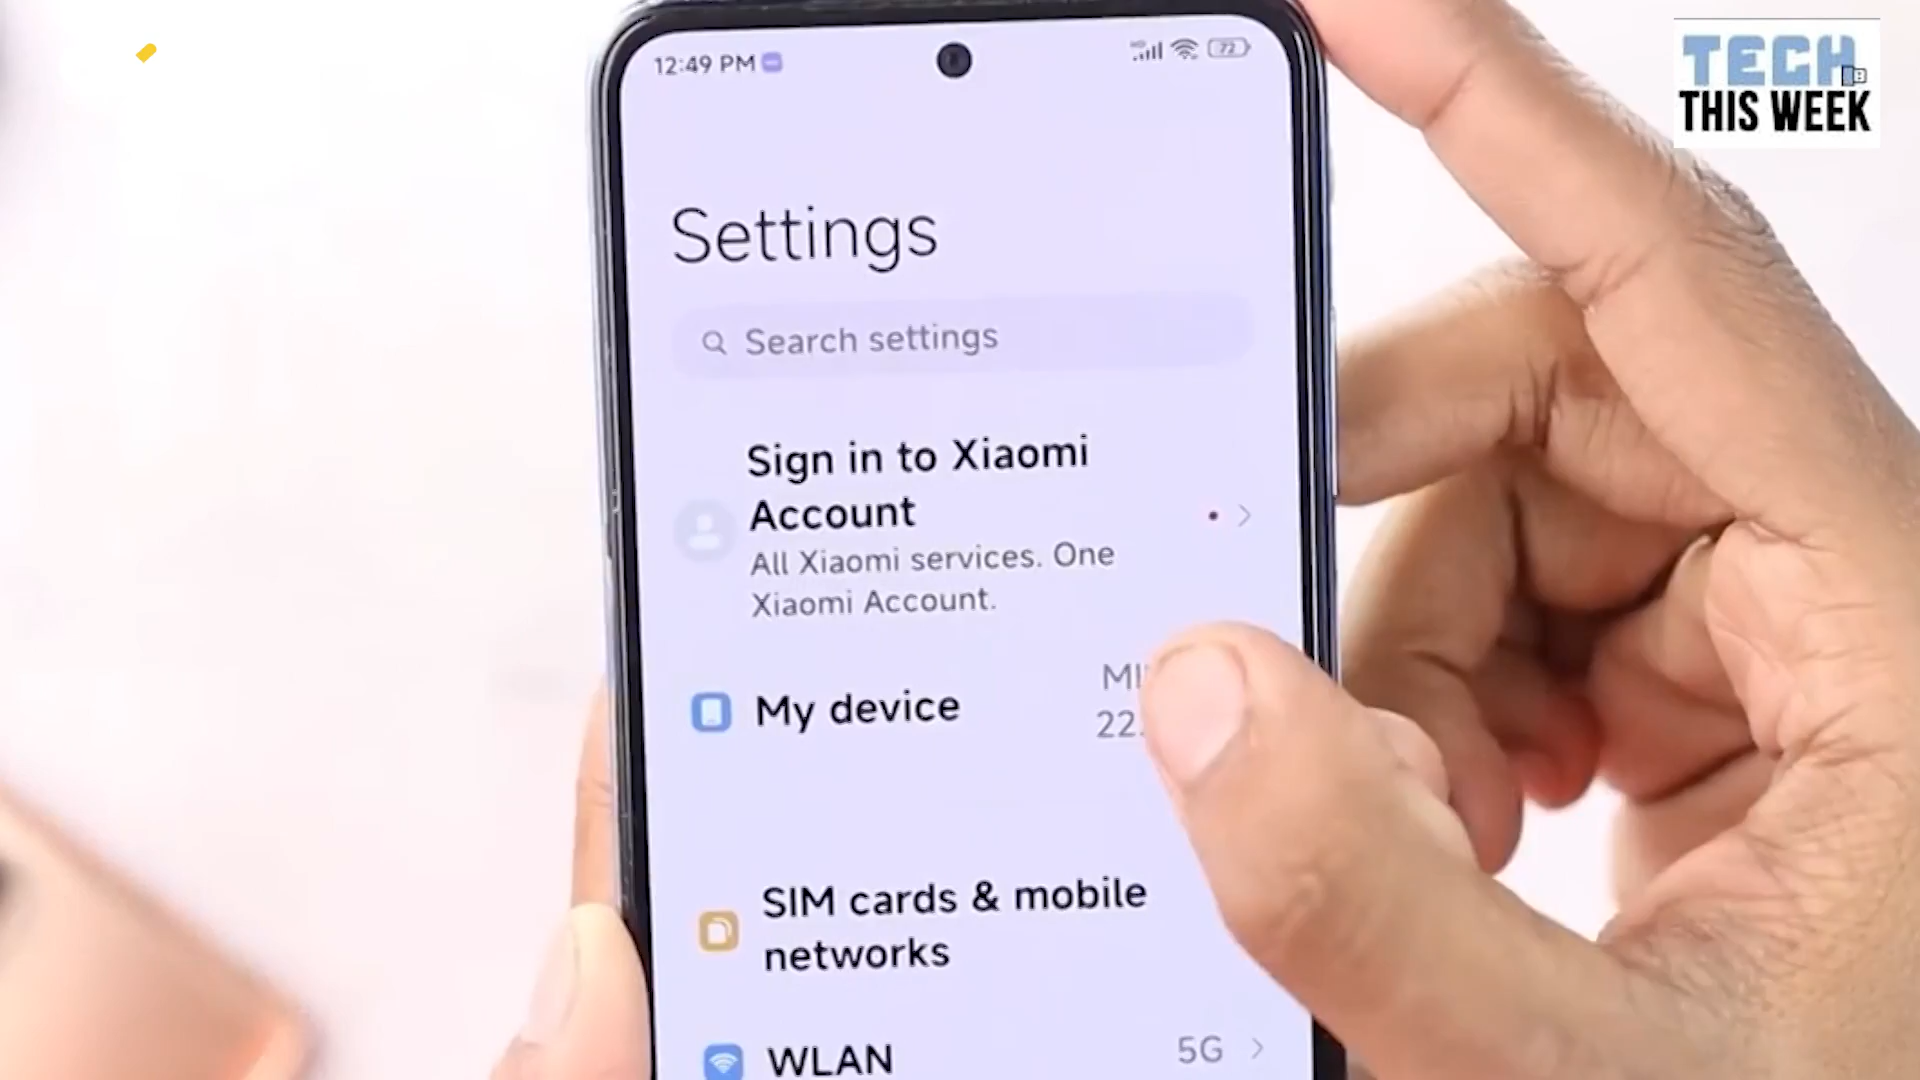 12:49 PM
72
TECH
THIS WEEK
Settings
Search settings
Sign in to Xiaomi
Account
All Xiaomi services. One
Xiaomi Account.
My device
SIM cards & mobile
networks
WLAN
5G